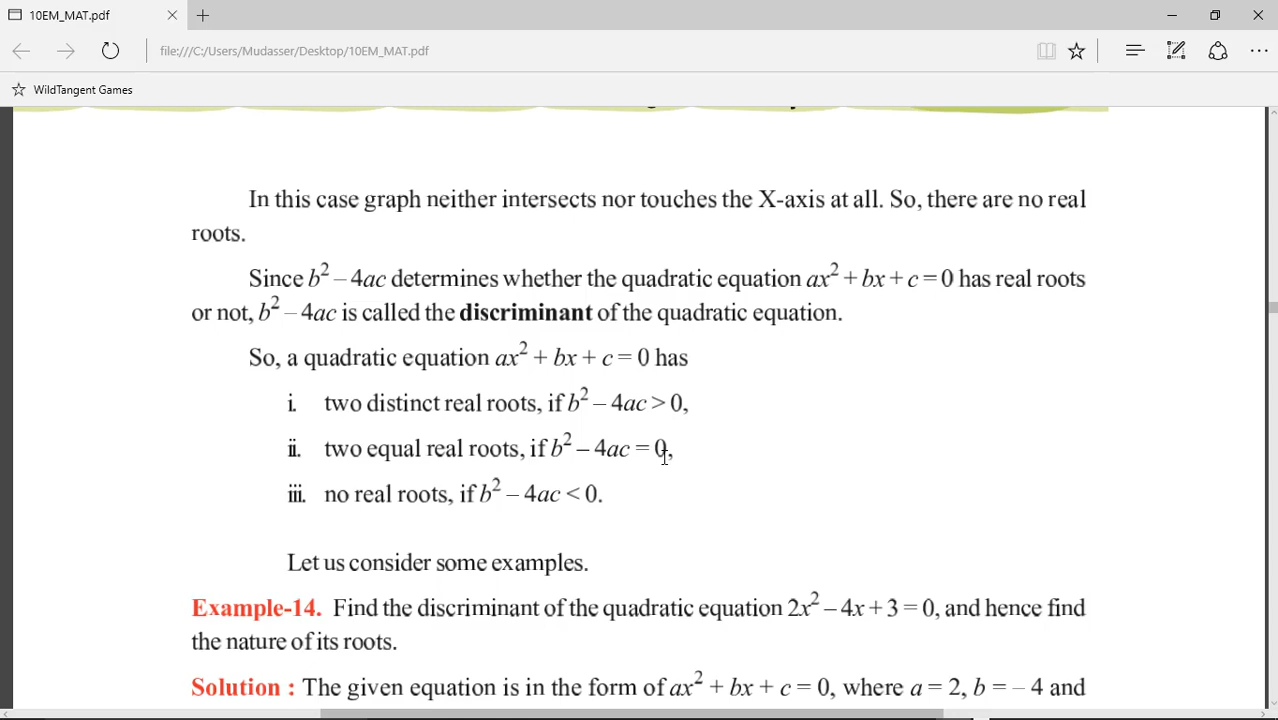 10EM_MAT.pdf
file:///C:/Users/Mudasser/Desktop/10EM_MAT.pdf
WildTangent Games
In this case graph neither intersects nor touches the X-axis at all. So, there are no real
roots.
Since b² – 4ac determines whether the quadratic equation ax² + bx + c = 0 has real roots
or not, b² – 4ac is called the discriminant of the quadratic equation.
So, a quadratic equation ax² + bx + c = 0 has
i. two distinct real roots, if b² – 4ac > 0,
ii. two equal real roots, if b² – 4ac = 0,
iii. no real roots, if b² – 4ac < 0.
Let us consider some examples.
Example-14. Find the discriminant of the quadratic equation 2x² – 4x + 3 = 0, and hence find
the nature of its roots.
Solution : The given equation is in the form of ax² + bx + c = 0, where a = 2, b = – 4 and